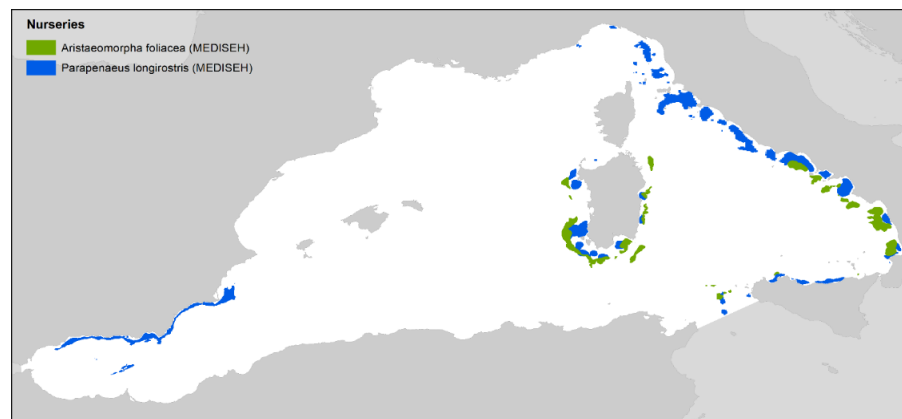 Nurseries
Aristaeomorpha foliacea (MEDISEH)
Parapenaeus longirostris (MEDISEH)